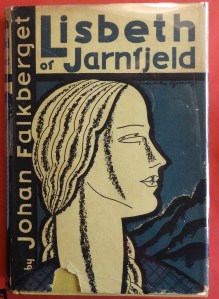 Lisbeth
of Jarnfjeld
by Johan Falkberget